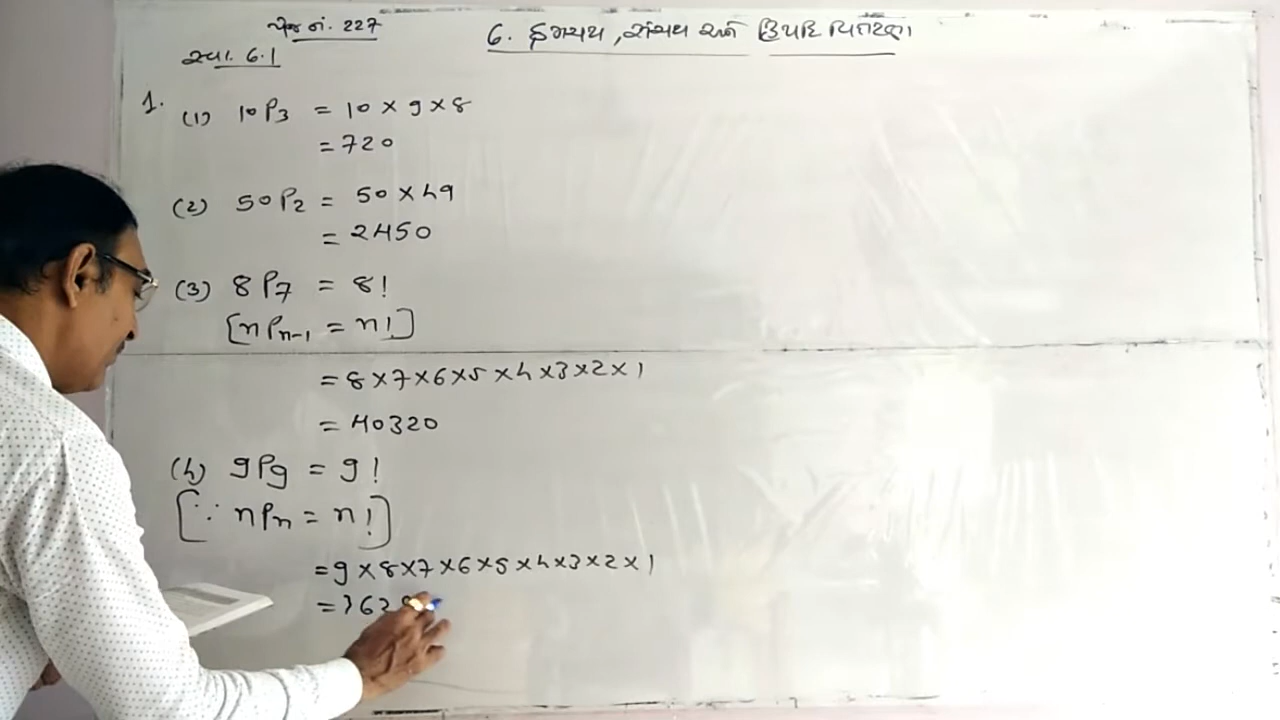 પેજ નં. 227
6. ક્રમચય, સંચય અને દ્વિપદિ વિસ્તરણ
સ્વા. 6.1
1. (1) 10P3 = 10 × 9 × 8
= 720
(2) 50P2 = 50 × 49
= 2450
(3) 8P7 = 8!
[nPn-1 = n!]
= 8×7×6×5×4×3×2×1
= 40320
(4) 9P9 = 9!
[∵ nPn = n!]
= 9×8×7×6×5×4×3×2×1
= 3628